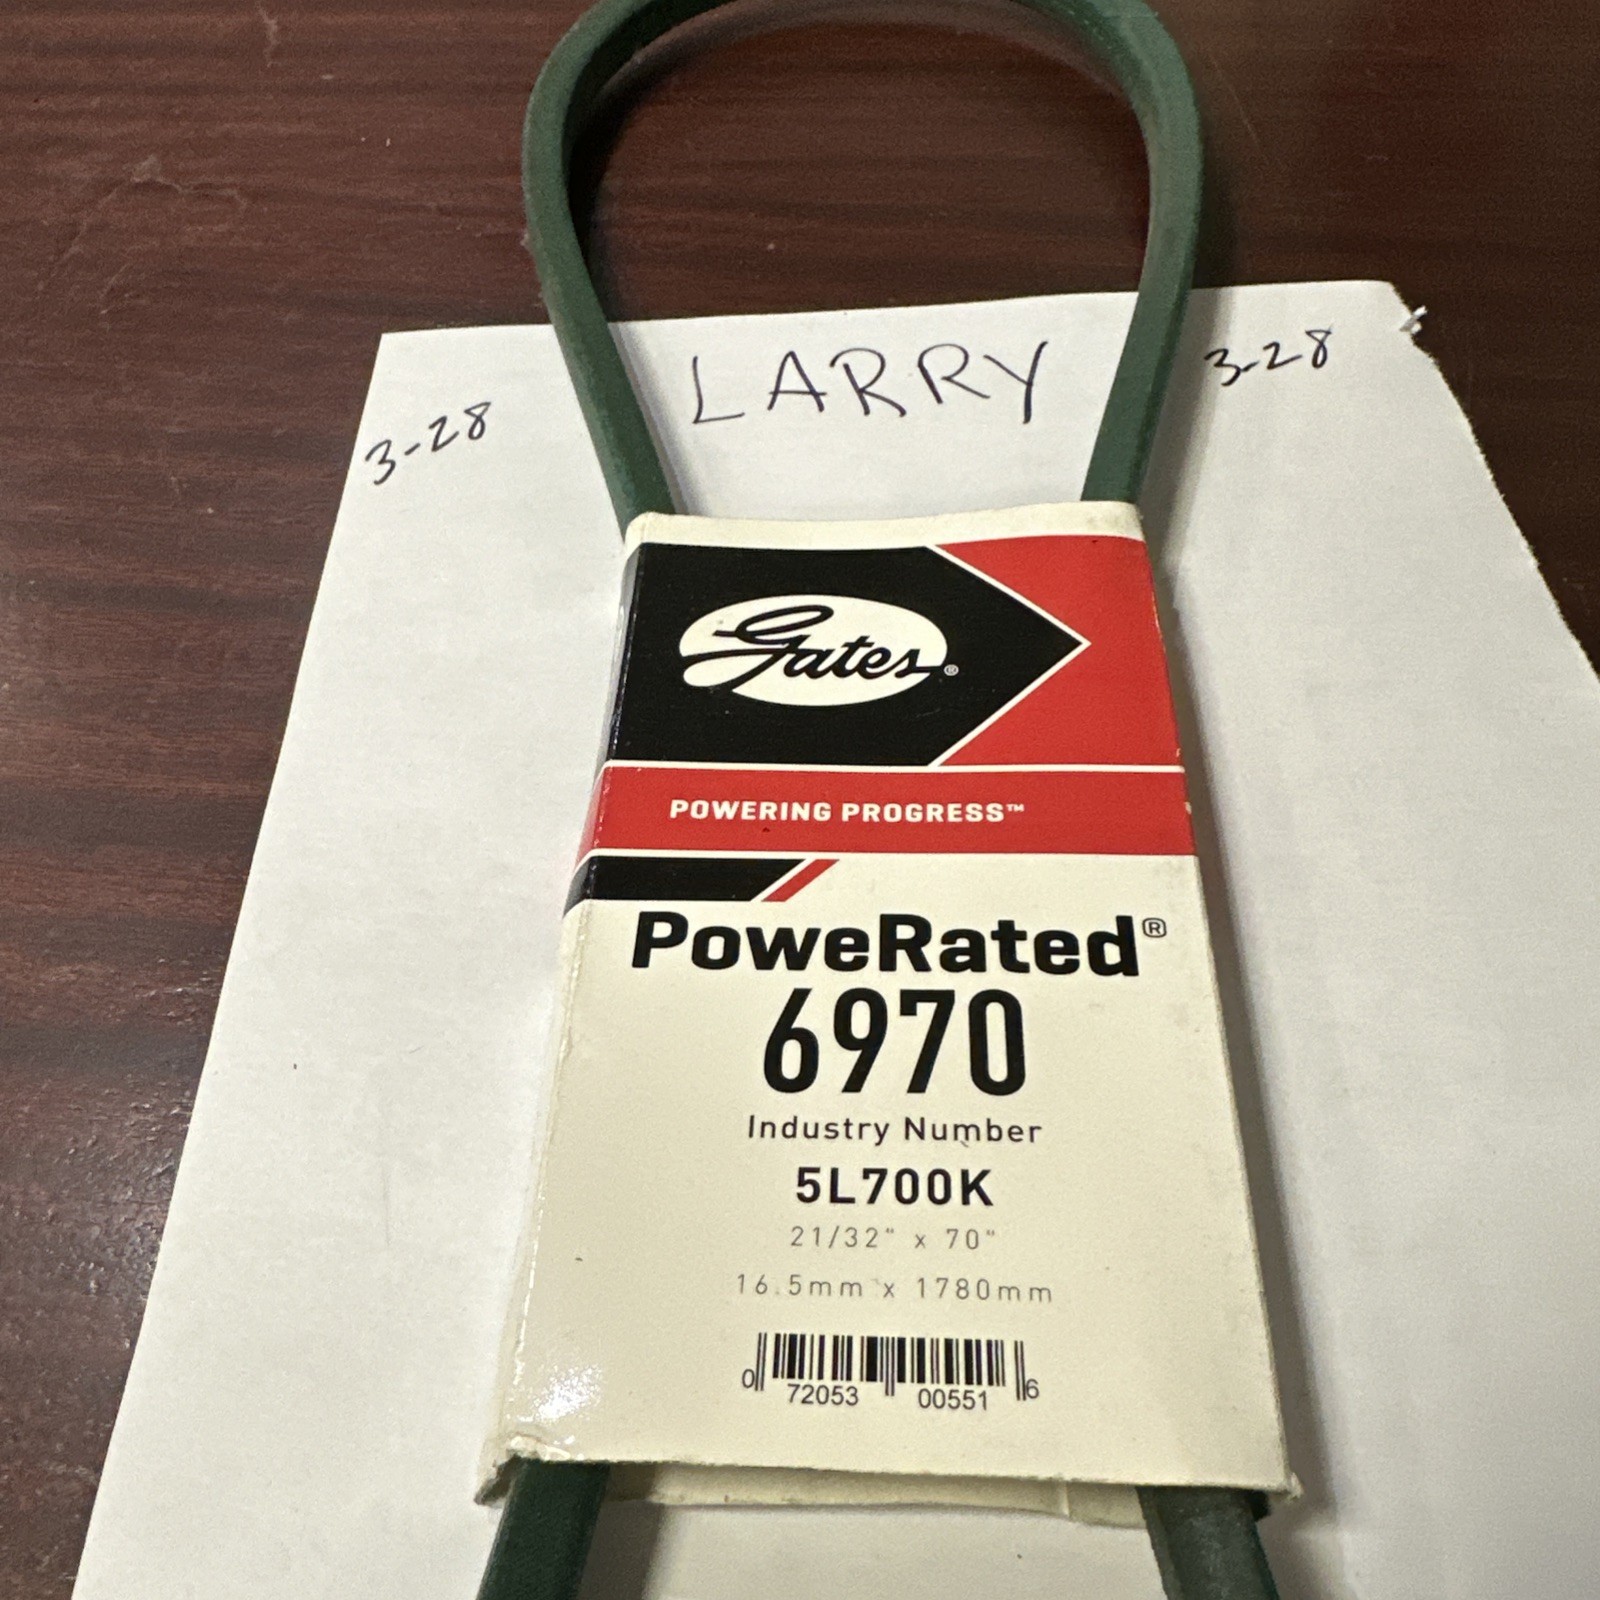 LARRY
3-28
3-28
Gates®
POWERING PROGRESS™
PoweRated®
6970
Industry Number
5L700K
21/32" x 70"
16.5mm x 1780mm
0 72053 00551 6